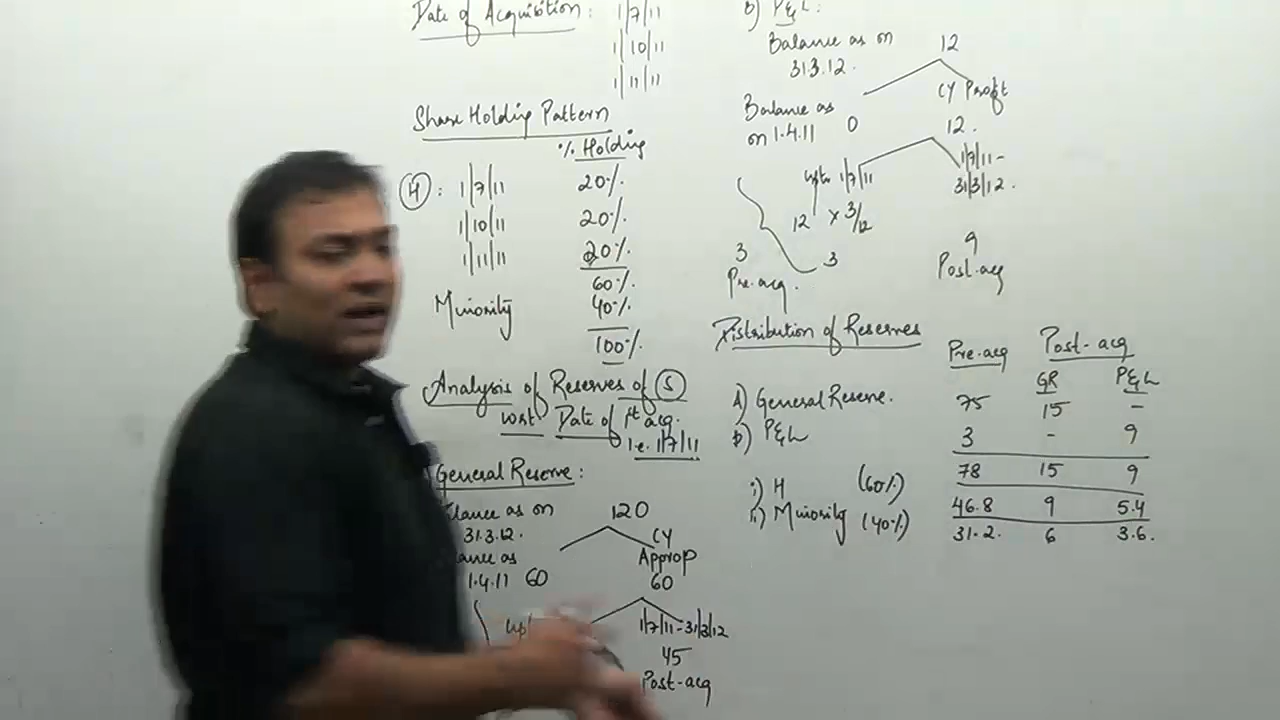 Date of Acquisition : 1/7/11
1/10/11
1/11/11
Share Holding Pattern
% Holding
H : 1/7/11 20%
1/10/11 20%
1/11/11 20%
60%
Minority 40%
100%
Analysis of Reserves of S
wrt Date of 1st acq.
i.e. 1/7/11
General Reserve :
Balance as on 120
31.3.12. CY
Balance as Approp
1.4.11 60 60
1/7/11 - 31/3/12
45
Post-acq
b) P&L :
Balance as on 12
31.3.12.
CY Profit
Balance as
on 1.4.11 0 12.
upto 1/7/11 1/7/11 -
31/3/12.
12 x 3/12
3 3 9
Pre-acq. Post-acq
Distribution of Reserves
Pre-acq Post-acq
GR P&L
a) General Reserve. 75 15 -
b) P&L 3 - 9
78 15 9
i) H (60%) 46.8 9 5.4
ii) Minority (40%) 31.2. 6 3.6.